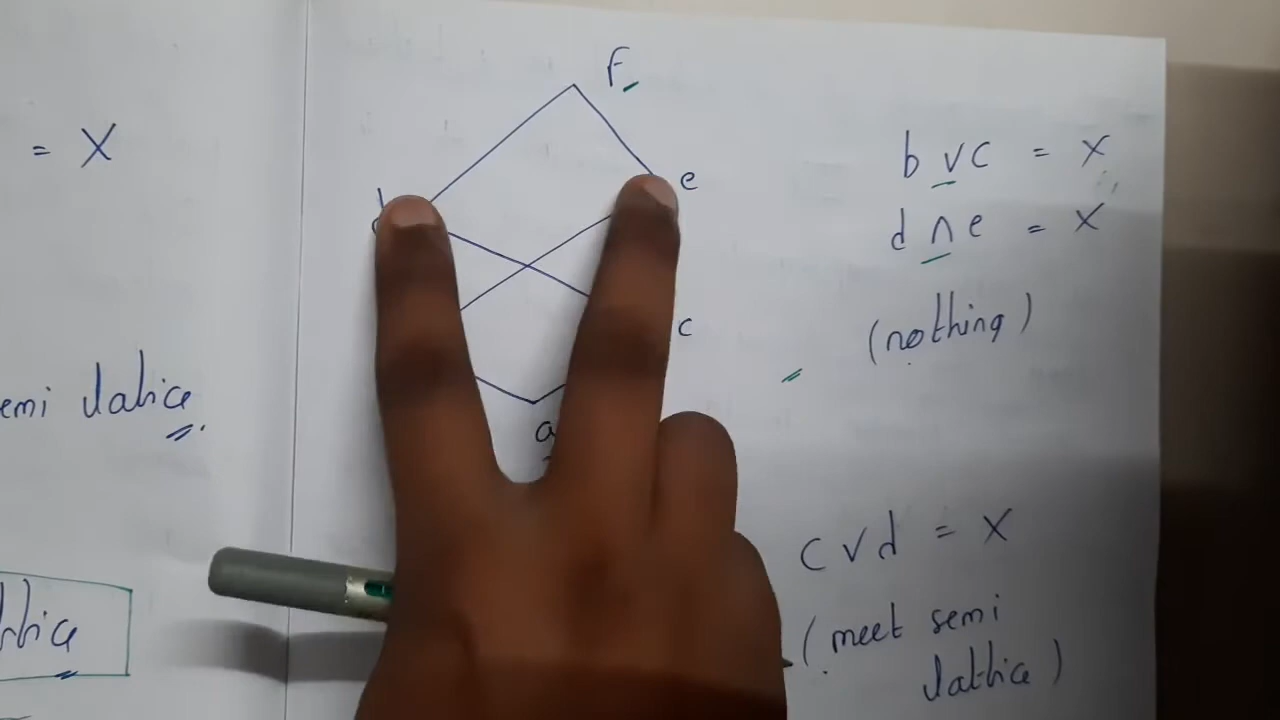 = X
emi lattice
ttice
F
d
e
c
a
b v c = x
d ∧ e = x
(nothing)
c v d = x
(meet semi
lattice)